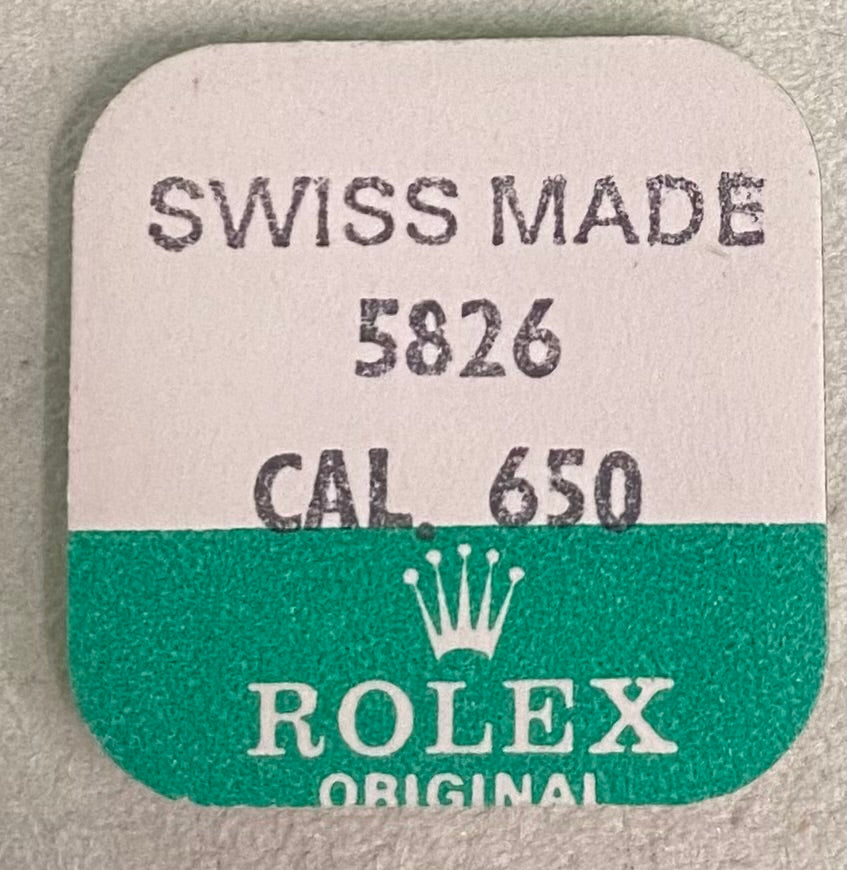 SWISS MADE
5826
CAL. 650
ROLEX
ORIGINAL